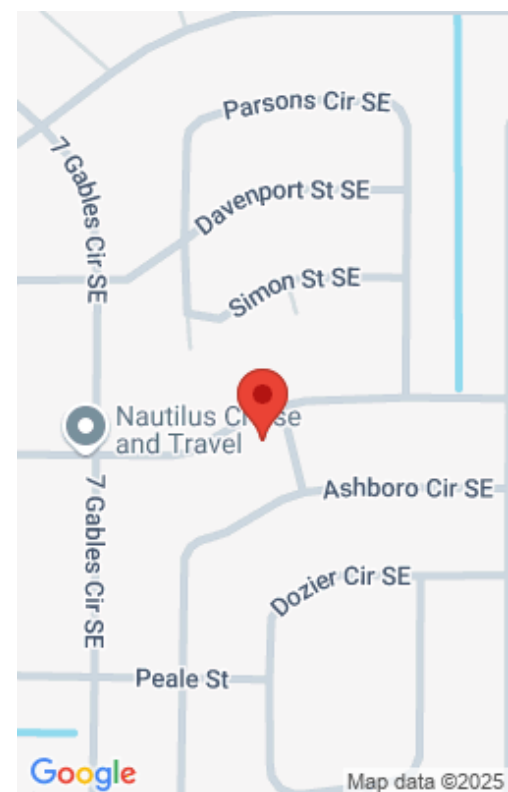 Parsons Cir SE
7 Gables Cir SE
Davenport St SE
Simon St SE
Nautilus Cruise
and Travel
Ashboro Cir SE
7 Gables Cir SE
Dozier Cir SE
Peale St
Google
Map data ©2025